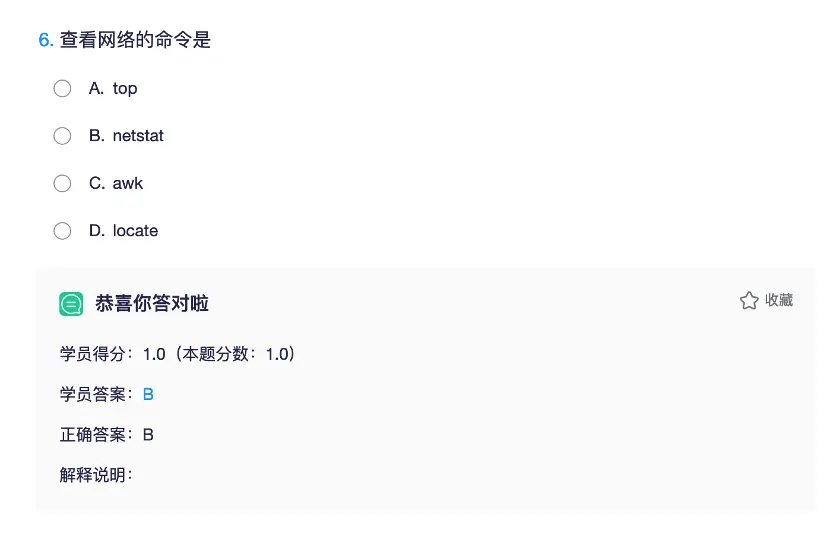 6. 查看网络的命令是
A. top
B. netstat
C. awk
D. locate
恭喜你答对啦
收藏
学员得分：1.0（本题分数：1.0）
学员答案：B
正确答案：B
解释说明：